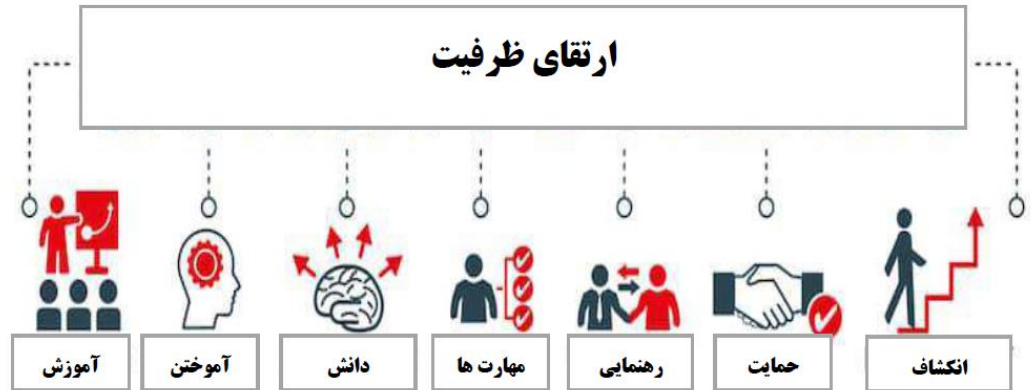 ارتقای ظرفیت
انکشاف
حمایت
رهنمایی
مهارت ها
دانش
آموختن
آموزش